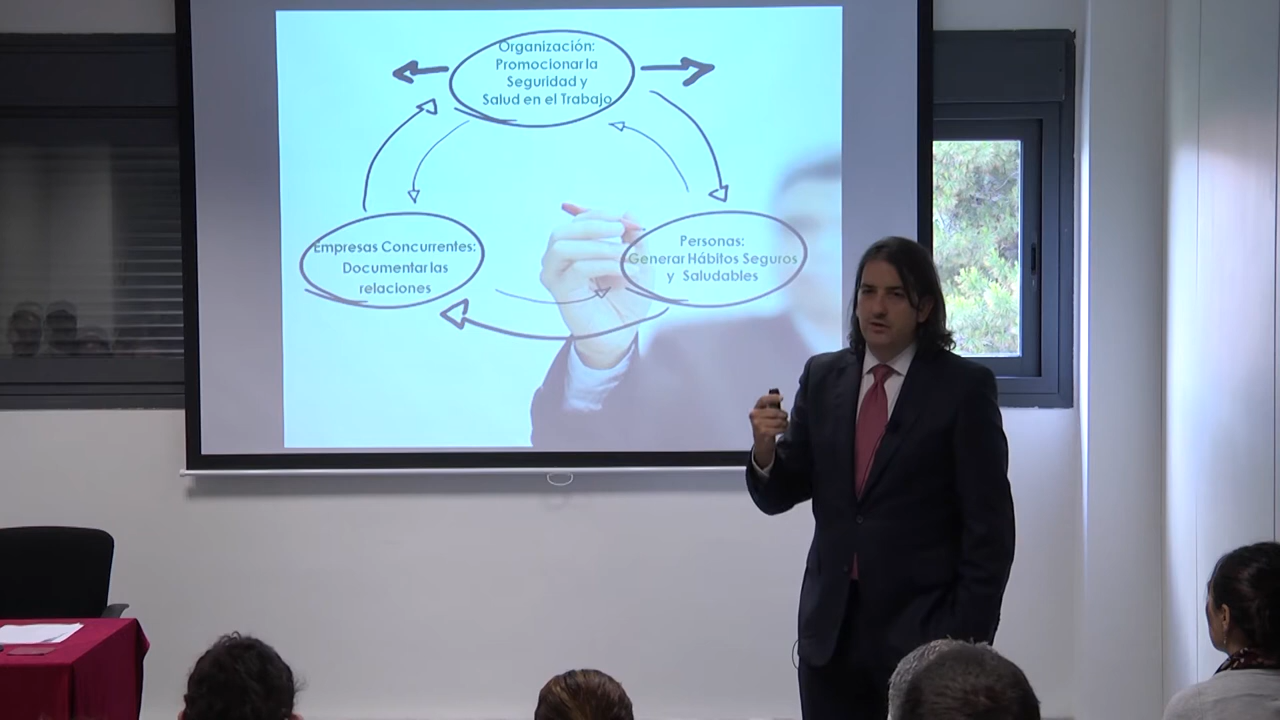 Organización:
Promocionar la
Seguridad y
Salud en el Trabajo
Empresas Concurrentes:
Documentar las
relaciones
Personas:
Generar Hábitos Seguros
y Saludables